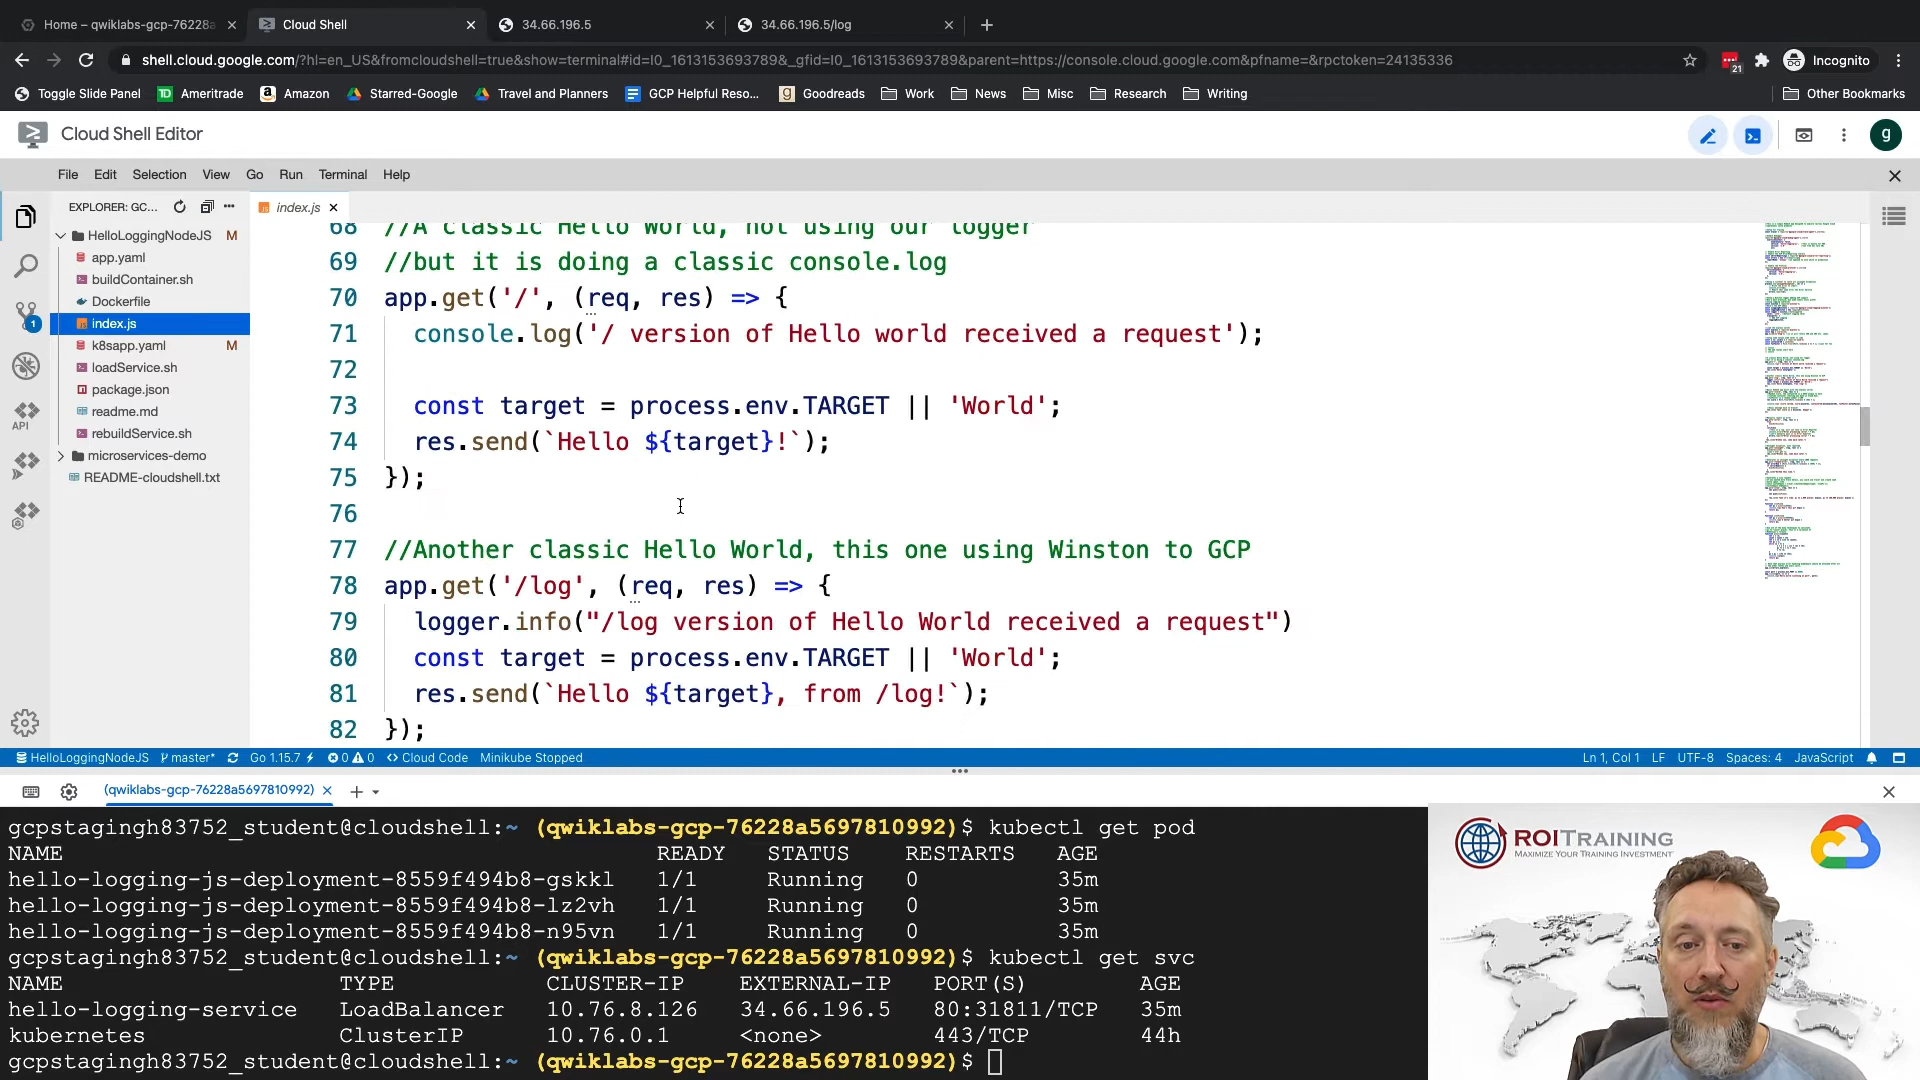 Home – qwiklabs-gcp-76228a
Cloud Shell
34.66.196.5
34.66.196.5/log
shell.cloud.google.com/?hl=en_US&fromcloudshell=true&show=terminal#id=I0_1613153693789&_gfid=I0_1613153693789&parent=https://console.cloud.google.com&pfname=&rpctoken=24135336
21
Incognito
Toggle Slide Panel
Ameritrade
Amazon
Starred-Google
Travel and Planners
GCP Helpful Reso...
Goodreads
Work
News
Misc
Research
Writing
Other Bookmarks
Cloud Shell Editor
g
File Edit Selection View Go Run Terminal Help
EXPLORER: GC...
index.js
HelloLoggingNodeJS M
app.yaml
buildContainer.sh
Dockerfile
index.js
k8sapp.yaml M
loadService.sh
package.json
readme.md
rebuildService.sh
microservices-demo
README-cloudshell.txt
1
API
68 //A classic Hello World, not using our logger
69 //but it is doing a classic console.log
70 app.get('/', (req, res) => {
71 console.log('/ version of Hello world received a request');
72
73 const target = process.env.TARGET || 'World';
74 res.send(`Hello ${target}!`);
75 });
76
77 //Another classic Hello World, this one using Winston to GCP
78 app.get('/log', (req, res) => {
79 logger.info("/log version of Hello World received a request")
80 const target = process.env.TARGET || 'World';
81 res.send(`Hello ${target}, from /log!`);
82 });
HelloLoggingNodeJS master* Go 1.15.7 0 0 Cloud Code Minikube Stopped Ln 1, Col 1 LF UTF-8 Spaces: 4 JavaScript
(qwiklabs-gcp-76228a5697810992)
gcpstagingh83752_student@cloudshell:~ (qwiklabs-gcp-76228a5697810992)$ kubectl get pod
NAME READY STATUS RESTARTS AGE
hello-logging-js-deployment-8559f494b8-gskkl 1/1 Running 0 35m
hello-logging-js-deployment-8559f494b8-lz2vh 1/1 Running 0 35m
hello-logging-js-deployment-8559f494b8-n95vn 1/1 Running 0 35m
gcpstagingh83752_student@cloudshell:~ (qwiklabs-gcp-76228a5697810992)$ kubectl get svc
NAME TYPE CLUSTER-IP EXTERNAL-IP PORT(S) AGE
hello-logging-service LoadBalancer 10.76.8.126 34.66.196.5 80:31811/TCP 35m
kubernetes ClusterIP 10.76.0.1 <none> 443/TCP 44h
gcpstagingh83752_student@cloudshell:~ (qwiklabs-gcp-76228a5697810992)$
ROITRAINING
MAXIMIZE YOUR TRAINING INVESTMENT